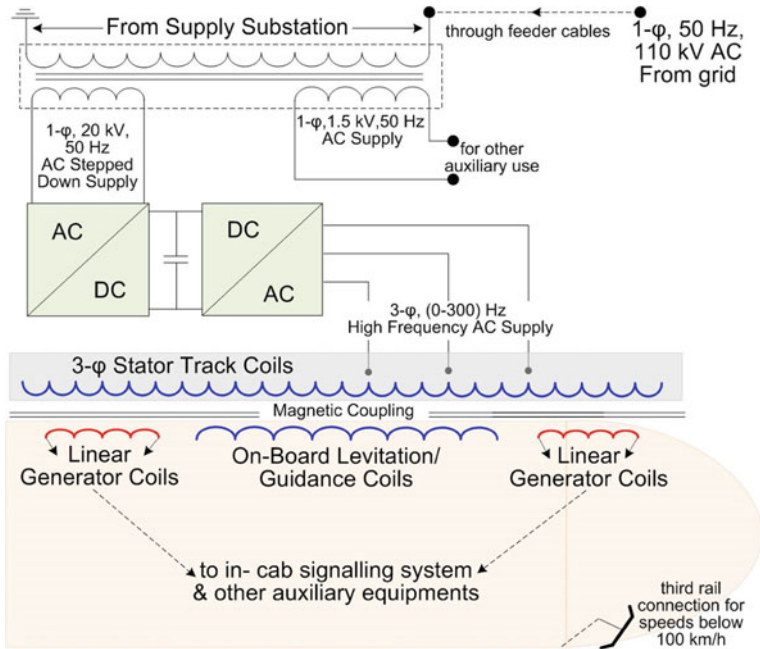 From Supply Substation
through feeder cables
1-φ, 50 Hz,
110 kV AC
From grid
1-φ, 20 kV,
50 Hz
AC Stepped
Down Supply
1-φ,1.5 kV,50 Hz
AC Supply
for other
auxiliary use
AC
DC
DC
AC
3-φ, (0-300) Hz
High Frequency AC Supply
3-φ Stator Track Coils
Magnetic Coupling
Linear
Generator Coils
On-Board Levitation/
Guidance Coils
Linear
Generator Coils
to in- cab signalling system
& other auxiliary equipments
third rail
connection for
speeds below
100 km/h